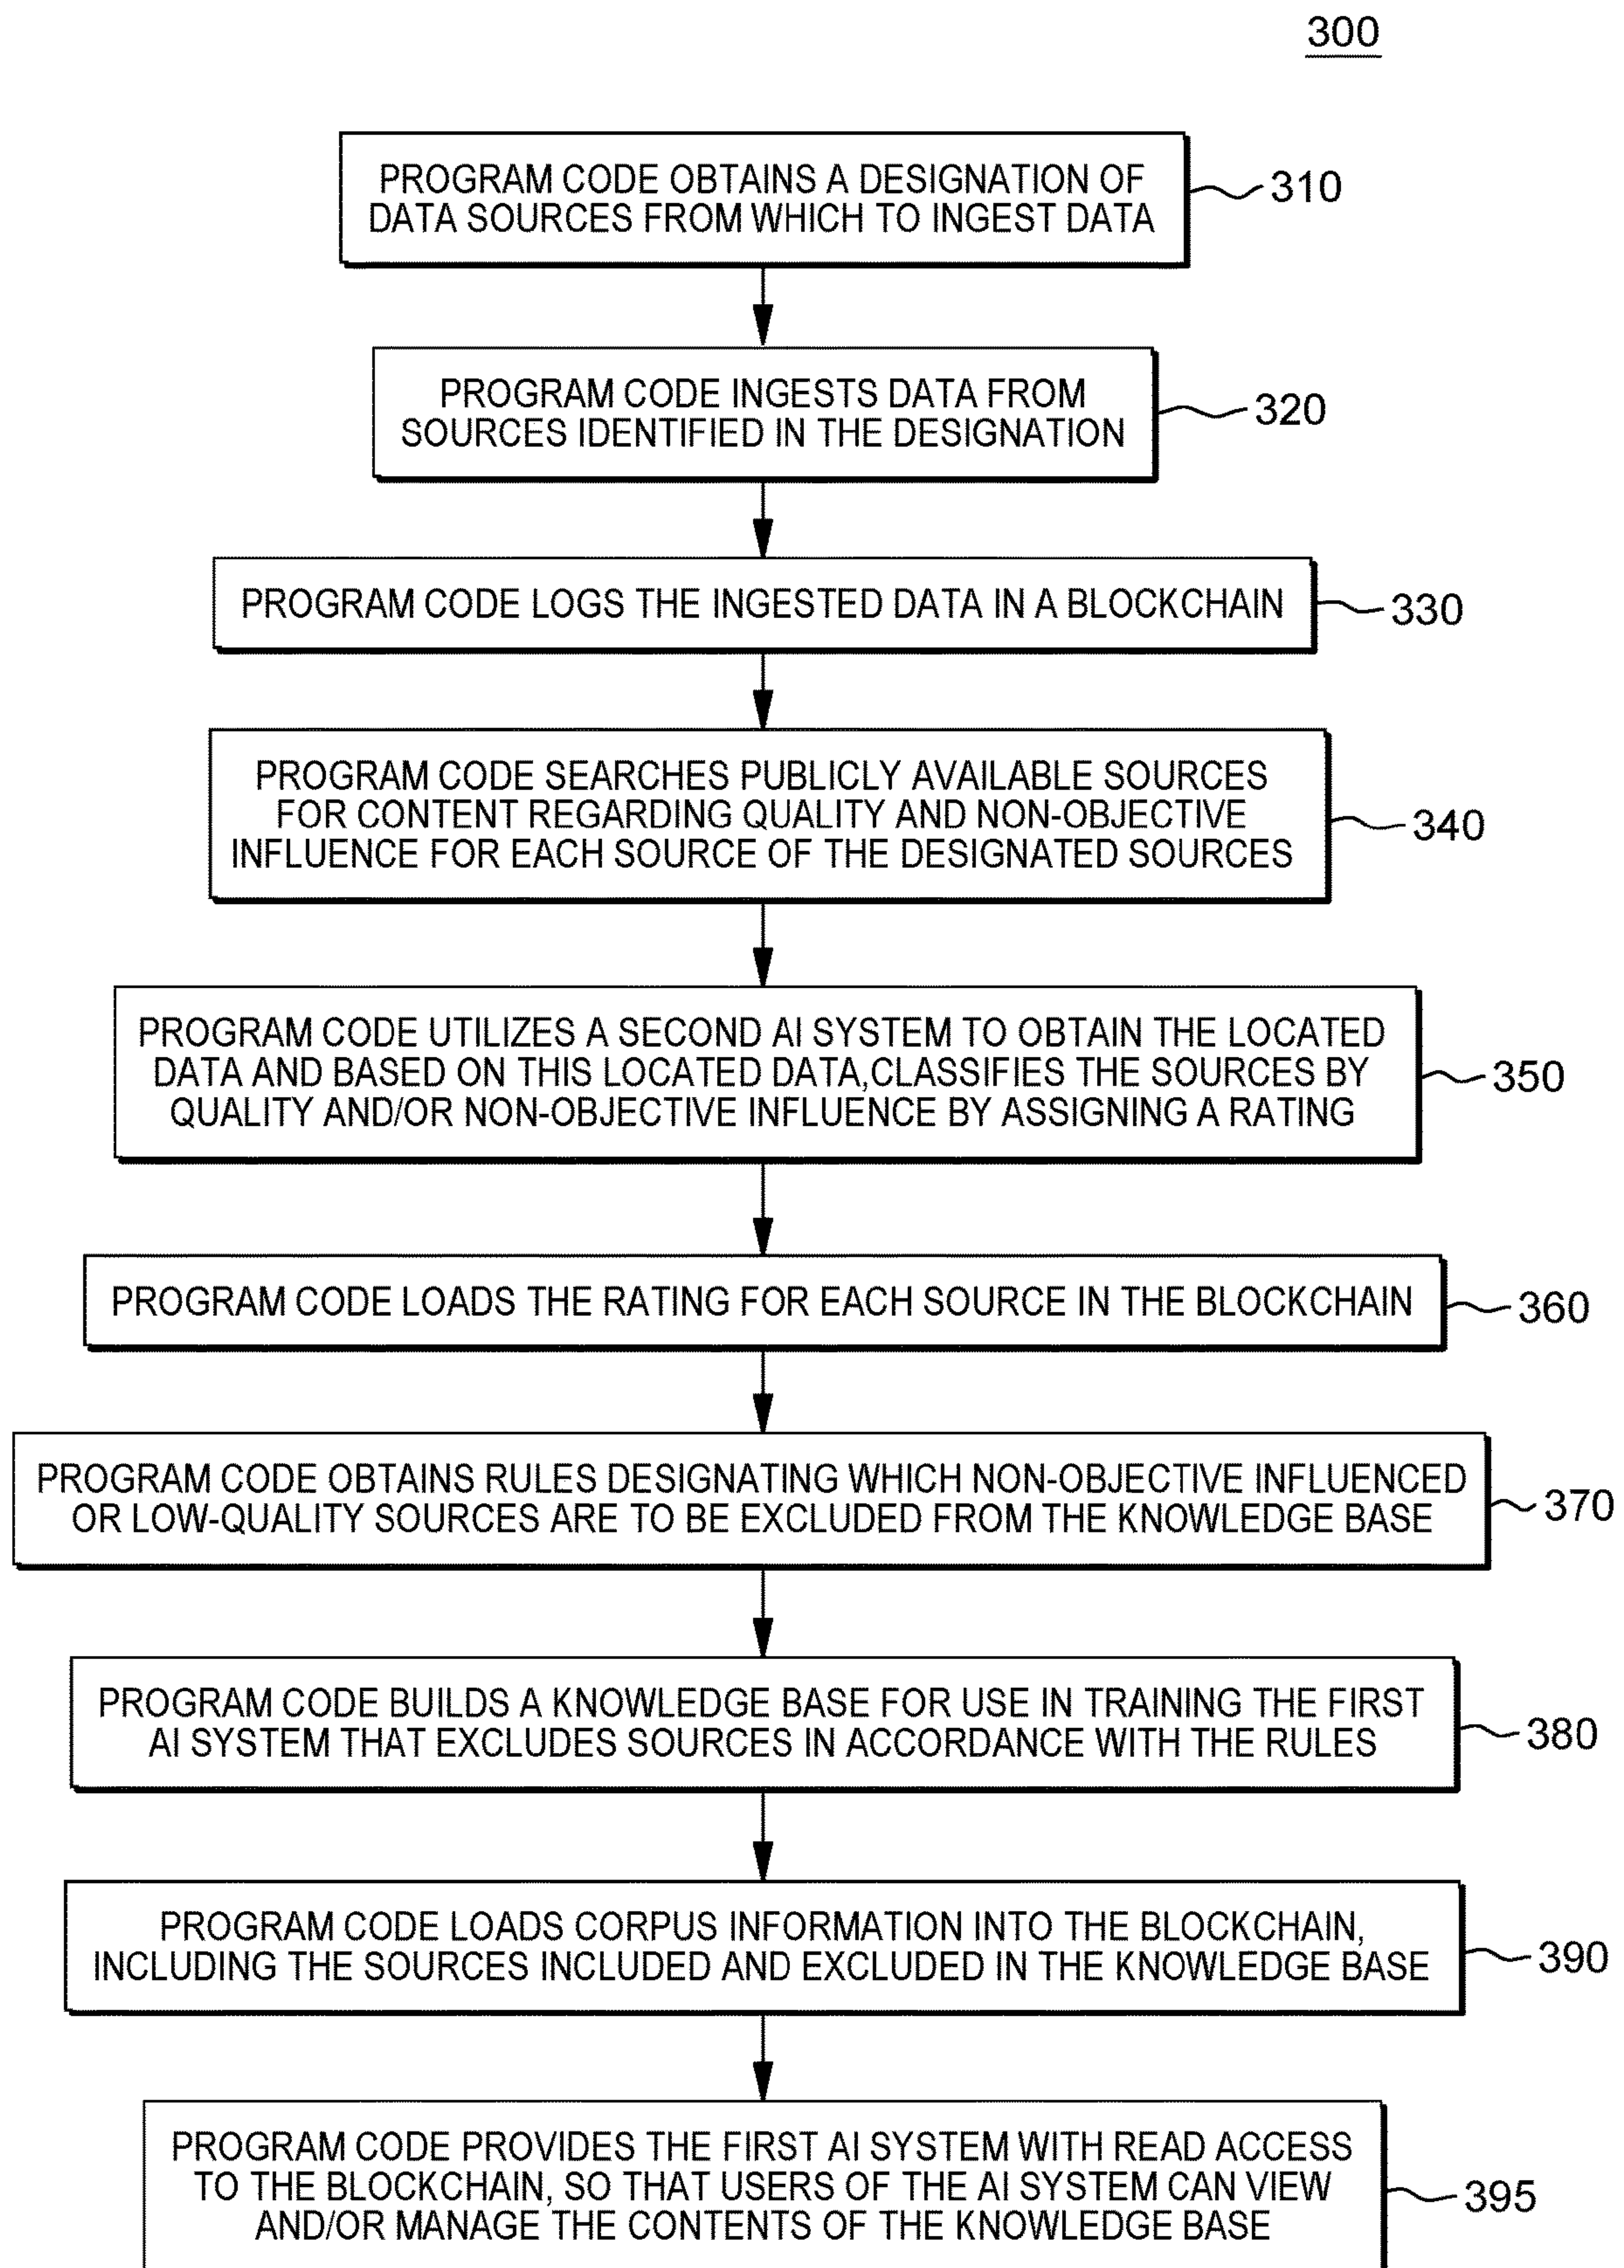 300
PROGRAM CODE OBTAINS A DESIGNATION OF
DATA SOURCES FROM WHICH TO INGEST DATA
310
PROGRAM CODE INGESTS DATA FROM
SOURCES IDENTIFIED IN THE DESIGNATION
320
PROGRAM CODE LOGS THE INGESTED DATA IN A BLOCKCHAIN
330
PROGRAM CODE SEARCHES PUBLICLY AVAILABLE SOURCES
FOR CONTENT REGARDING QUALITY AND NON-OBJECTIVE
INFLUENCE FOR EACH SOURCE OF THE DESIGNATED SOURCES
340
PROGRAM CODE UTILIZES A SECOND AI SYSTEM TO OBTAIN THE LOCATED
DATA AND BASED ON THIS LOCATED DATA,CLASSIFIES THE SOURCES BY
QUALITY AND/OR NON-OBJECTIVE INFLUENCE BY ASSIGNING A RATING
350
PROGRAM CODE LOADS THE RATING FOR EACH SOURCE IN THE BLOCKCHAIN
360
PROGRAM CODE OBTAINS RULES DESIGNATING WHICH NON-OBJECTIVE INFLUENCED
OR LOW-QUALITY SOURCES ARE TO BE EXCLUDED FROM THE KNOWLEDGE BASE
370
PROGRAM CODE BUILDS A KNOWLEDGE BASE FOR USE IN TRAINING THE FIRST
AI SYSTEM THAT EXCLUDES SOURCES IN ACCORDANCE WITH THE RULES
380
PROGRAM CODE LOADS CORPUS INFORMATION INTO THE BLOCKCHAIN,
INCLUDING THE SOURCES INCLUDED AND EXCLUDED IN THE KNOWLEDGE BASE
390
PROGRAM CODE PROVIDES THE FIRST AI SYSTEM WITH READ ACCESS
TO THE BLOCKCHAIN, SO THAT USERS OF THE AI SYSTEM CAN VIEW
AND/OR MANAGE THE CONTENTS OF THE KNOWLEDGE BASE
395